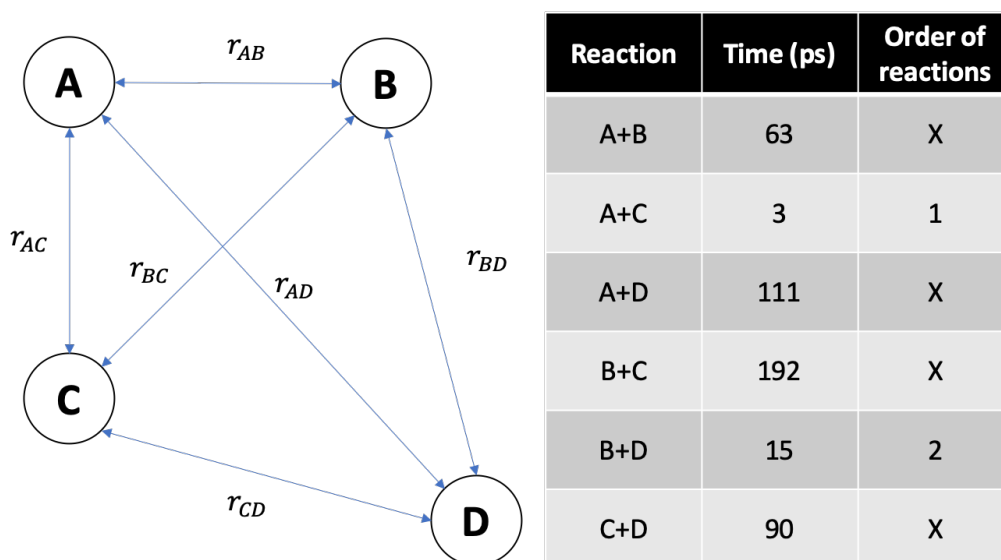 A
r_AB
B
r_AC
r_BC
r_AD
r_BD
C
r_CD
D
Reaction Time (ps) Order of reactions
A+B 63 X
A+C 3 1
A+D 111 X
B+C 192 X
B+D 15 2
C+D 90 X